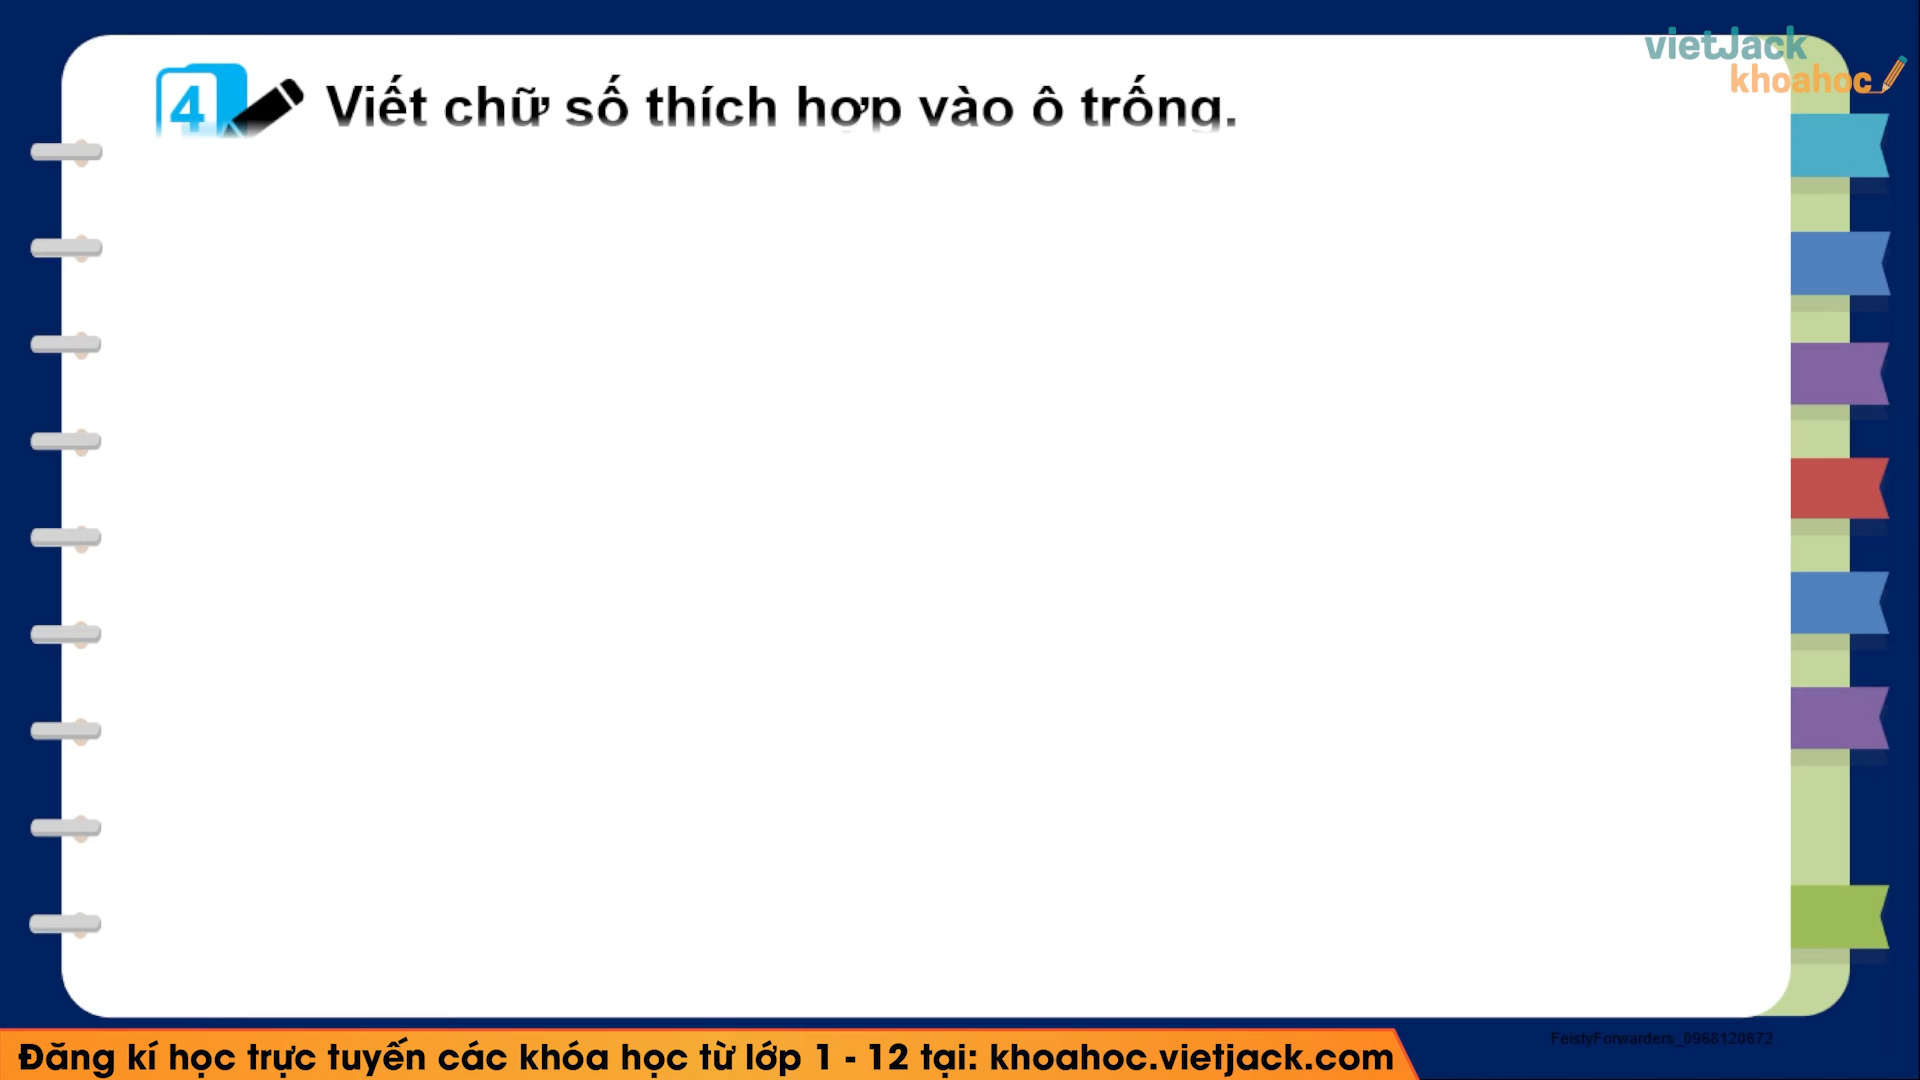 vietJack
khoahoc
4 Viết chữ số thích hợp vào ô trống.
FeistyForwarders_0968120672
Đăng kí học trực tuyến các khóa học từ lớp 1 - 12 tại: khoahoc.vietjack.com